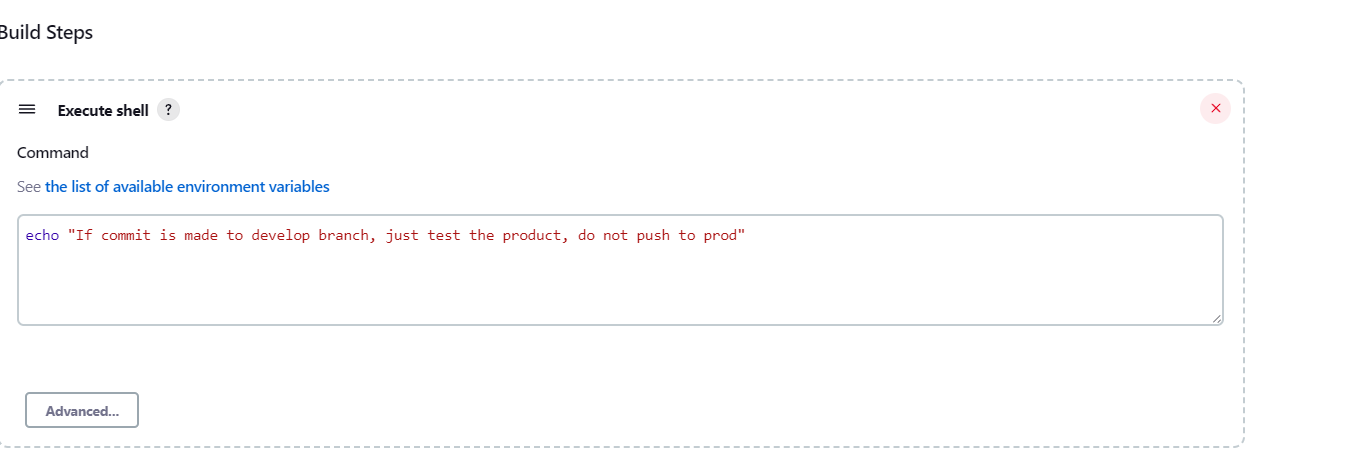 Build Steps
Execute shell ?
Command
See the list of available environment variables
echo "If commit is made to develop branch, just test the product, do not push to prod"
Advanced...